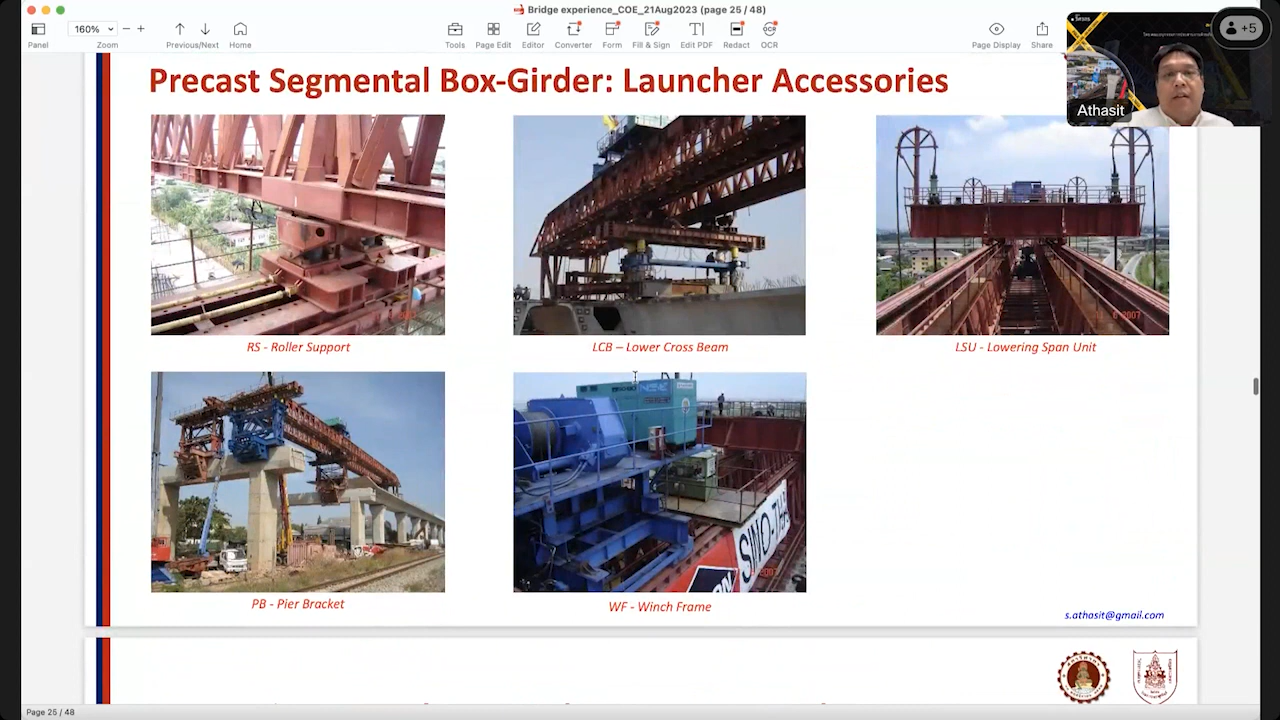 Bridge experience_COE_21Aug2023 (page 25 / 48)
160%
Panel
Zoom
Previous/Next
Home
Tools
Page Edit
Editor
Converter
Form
Fill & Sign
Edit PDF
Redact
OCR
Page Display
Share
+5
Athasit
Precast Segmental Box-Girder: Launcher Accessories
RS - Roller Support
LCB – Lower Cross Beam
LSU - Lowering Span Unit
PB - Pier Bracket
WF - Winch Frame
SINO-THA
s.athasit@gmail.com
Page 25 / 48